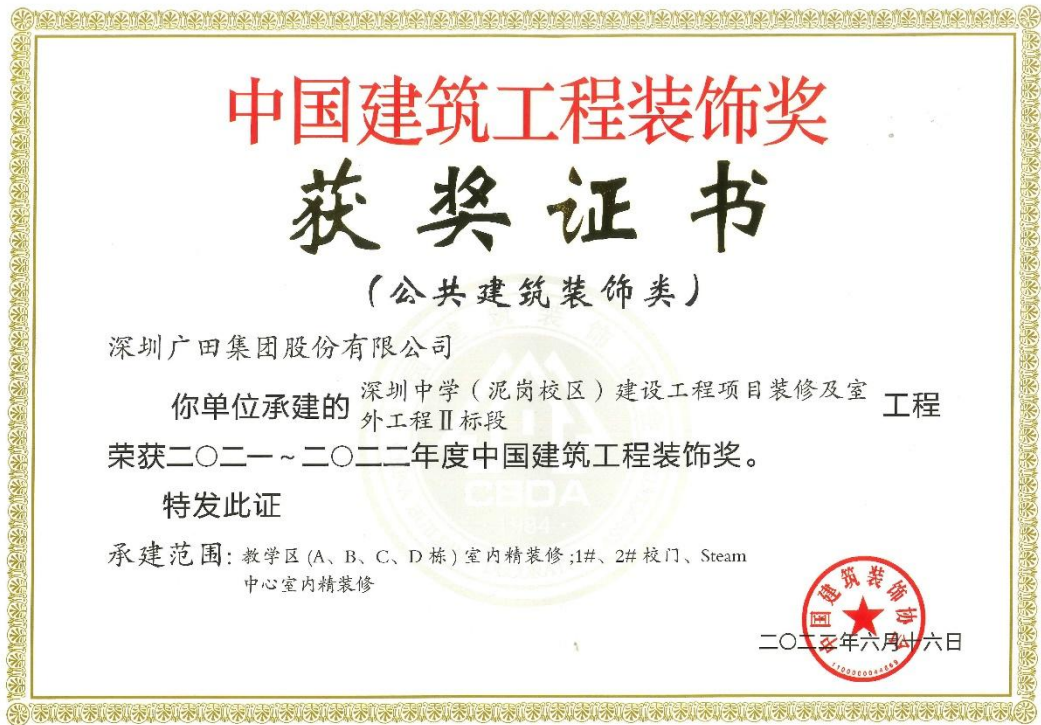 中国建筑工程装饰奖
获奖证书
(公共建筑装饰类)
深圳广田集团股份有限公司
你单位承建的 深圳中学（泥岗校区）建设工程项目装修及室外工程Ⅱ标段 工程
荣获二〇二一~二〇二二年度中国建筑工程装饰奖。
特发此证
承建范围: 教学区(A、B、C、D栋)室内精装修;1#、2#校门、Steam
中心室内精装修
中国建筑装饰协会
二〇二三年六月十六日
CBDA